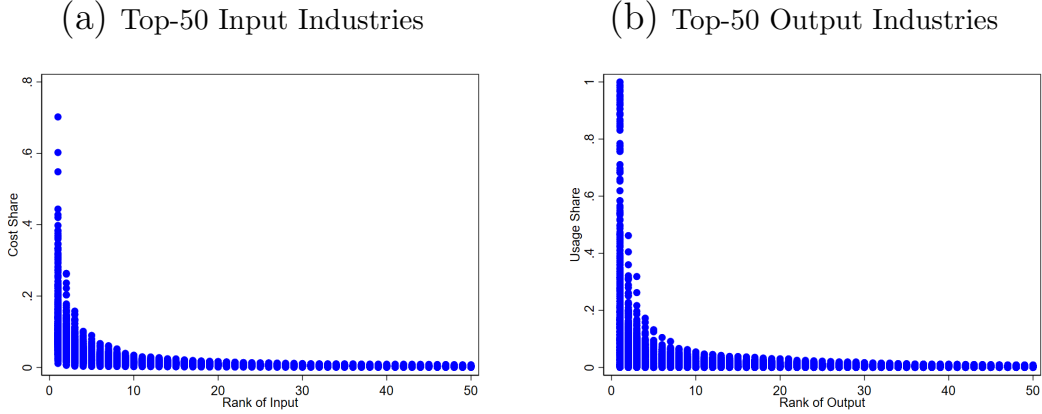 (a) Top-50 Input Industries
.8
.6
.4
.2
0
Cost Share
0 10 20 30 40 50
Rank of Input
(b) Top-50 Output Industries
1
.8
.6
.4
.2
0
Usage Share
0 10 20 30 40 50
Rank of Output